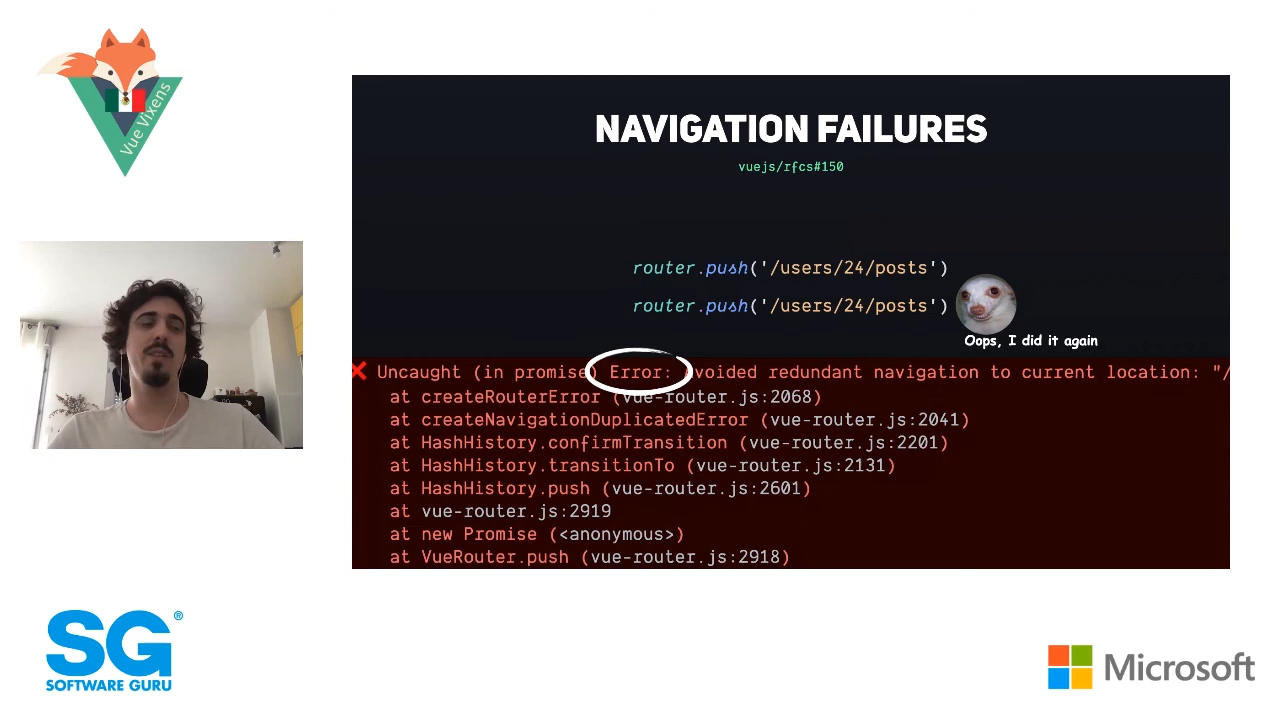 Vue Vixens
NAVIGATION FAILURES
vuejs/rfcs#150
router.push('/users/24/posts')
router.push('/users/24/posts')
Oops, I did it again
Uncaught (in promise) Error: Avoided redundant navigation to current location: "/
at createRouterError (vue-router.js:2068)
at createNavigationDuplicatedError (vue-router.js:2041)
at HashHistory.confirmTransition (vue-router.js:2201)
at HashHistory.transitionTo (vue-router.js:2131)
at HashHistory.push (vue-router.js:2601)
at vue-router.js:2919
at new Promise (<anonymous>)
at VueRouter.push (vue-router.js:2918)
SG®
SOFTWARE GURU
Microsoft